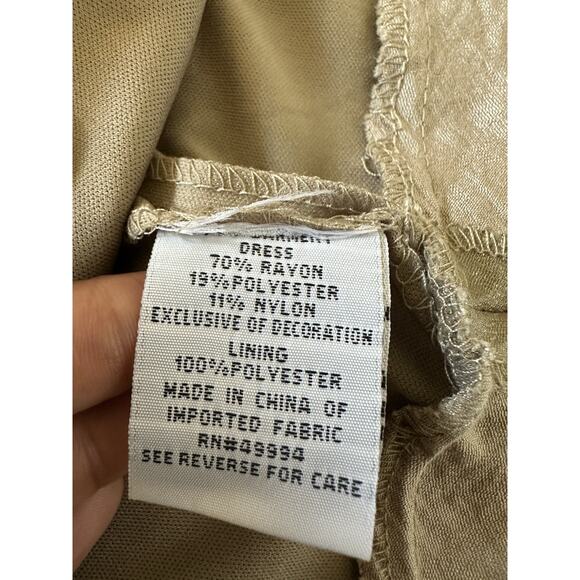 GARMENT
DRESS
70% RAYON
19%POLYESTER
11% NYLON
EXCLUSIVE OF DECORATION
LINING
100%POLYESTER
MADE IN CHINA OF
IMPORTED FABRIC
RN#49994
SEE REVERSE FOR CARE